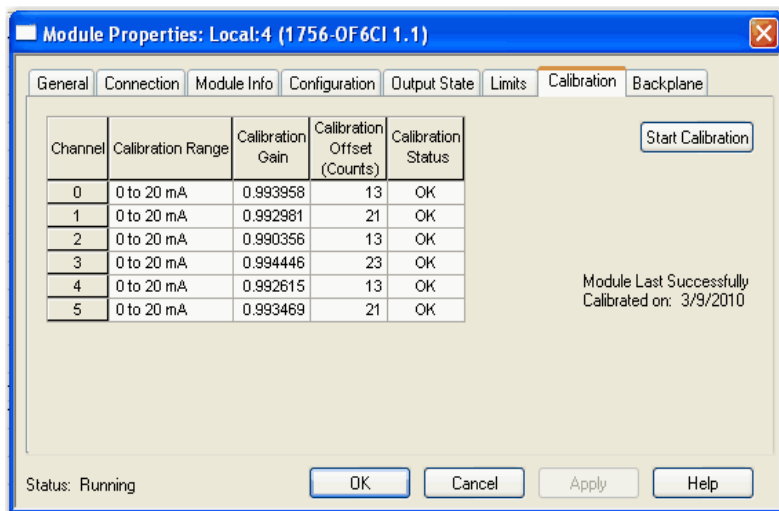 Module Properties: Local:4 (1756-OF6CI 1.1)
General Connection Module Info Configuration Output State Limits Calibration Backplane
Channel Calibration Range Calibration Gain Calibration Offset (Counts) Calibration Status
Start Calibration
0 0 to 20 mA 0.993958 13 OK
1 0 to 20 mA 0.992981 21 OK
2 0 to 20 mA 0.990356 13 OK
3 0 to 20 mA 0.994446 23 OK
4 0 to 20 mA 0.992615 13 OK
5 0 to 20 mA 0.993469 21 OK
Module Last Successfully
Calibrated on: 3/9/2010
Status: Running
OK Cancel Apply Help